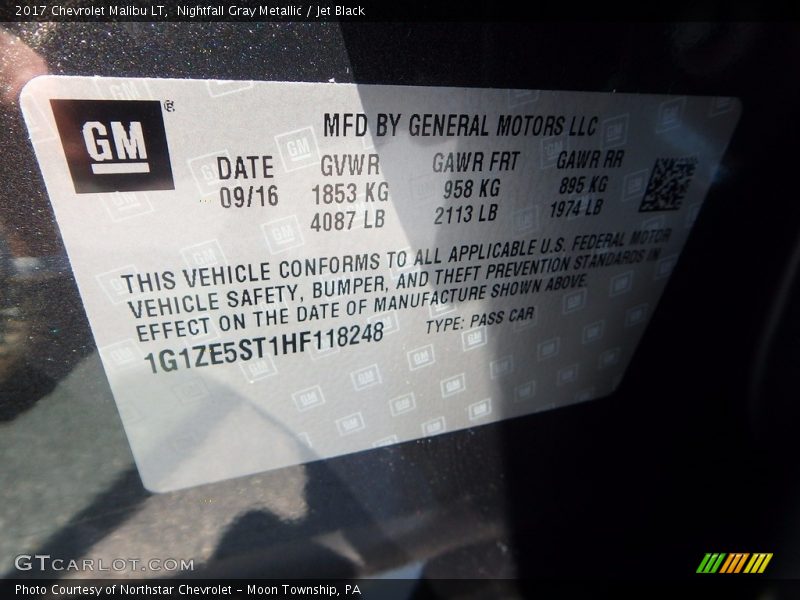 2017 Chevrolet Malibu LT,  Nightfall Gray Metallic / Jet Black
GM®
MFD BY GENERAL MOTORS LLC
DATE GVWR GAWR FRT GAWR RR
09/16 1853 KG 958 KG 895 KG
4087 LB 2113 LB 1974 LB
THIS VEHICLE CONFORMS TO ALL APPLICABLE U.S. FEDERAL MOTOR
VEHICLE SAFETY, BUMPER, AND THEFT PREVENTION STANDARDS IN
EFFECT ON THE DATE OF MANUFACTURE SHOWN ABOVE.
1G1ZE5ST1HF118248 TYPE: PASS CAR
GTCARLOT.COM
Photo Courtesy of Northstar Chevrolet - Moon Township, PA